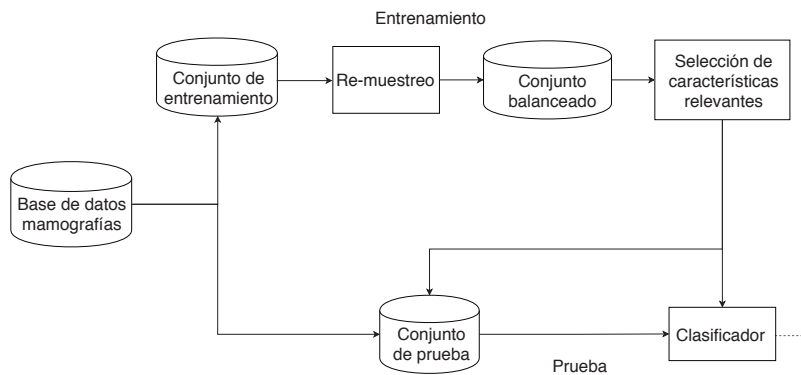 Entrenamiento
Conjunto de
entrenamiento
Re-muestreo
Conjunto
balanceado
Selección de
características
relevantes
Base de datos
mamografías
Conjunto
de prueba
Clasificador
Prueba